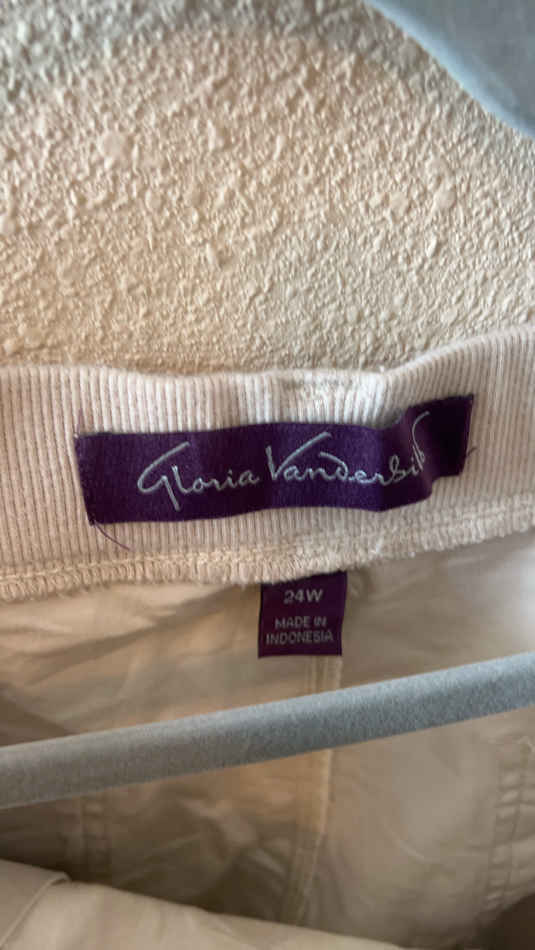 Gloria Vanderbilt
24W
MADE IN
INDONESIA